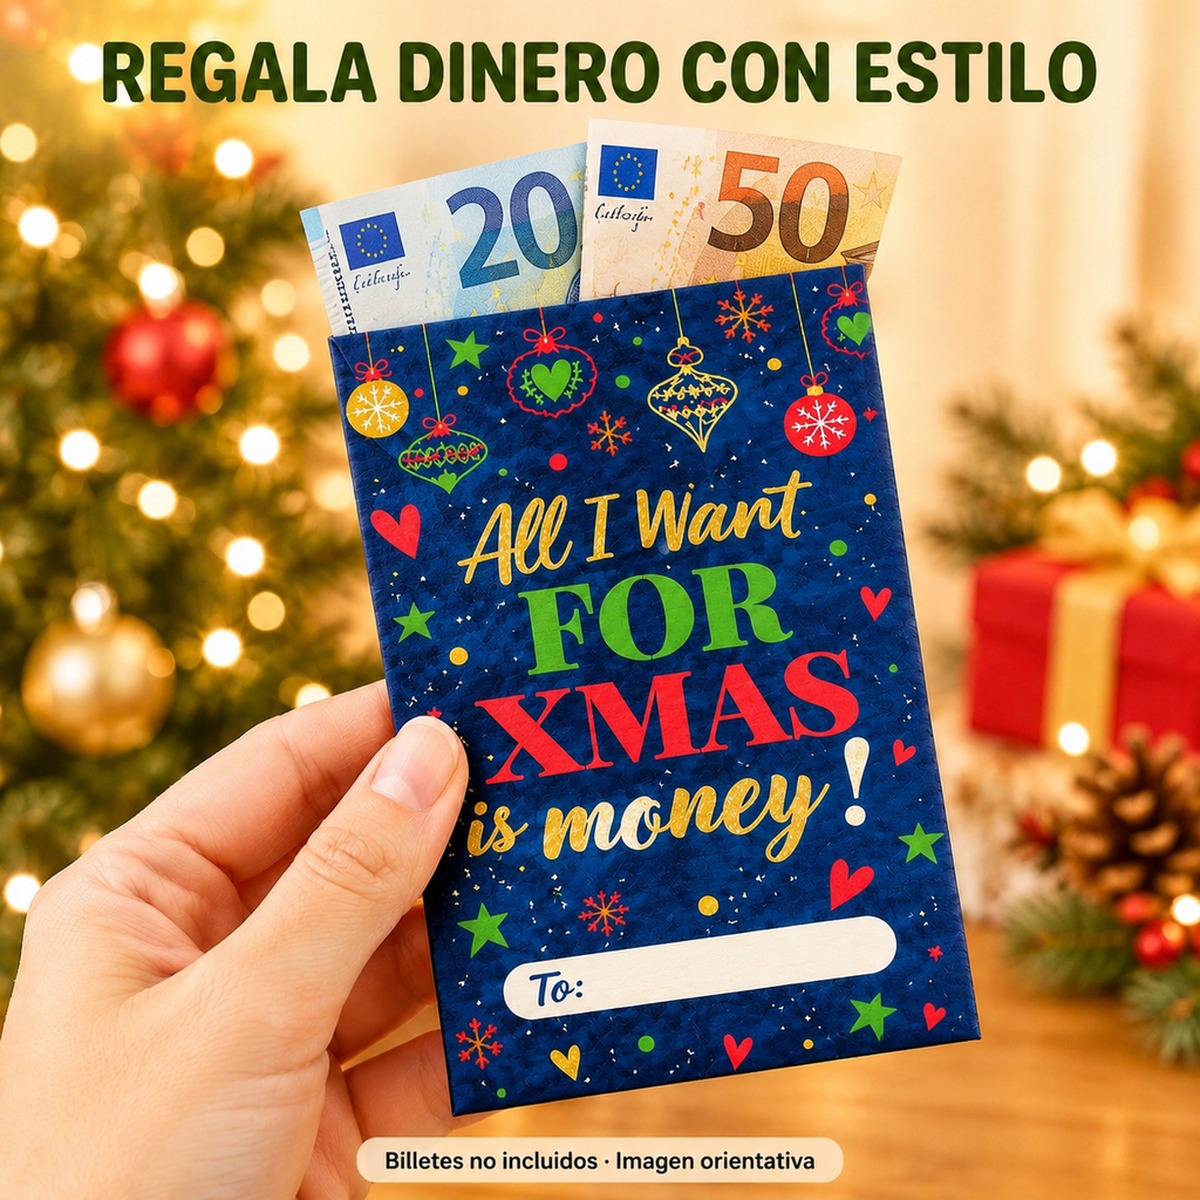 REGALA DINERO CON ESTILO
20
50
All I Want
FOR
XMAS
is money!
To:
Billetes no incluidos · Imagen orientativa